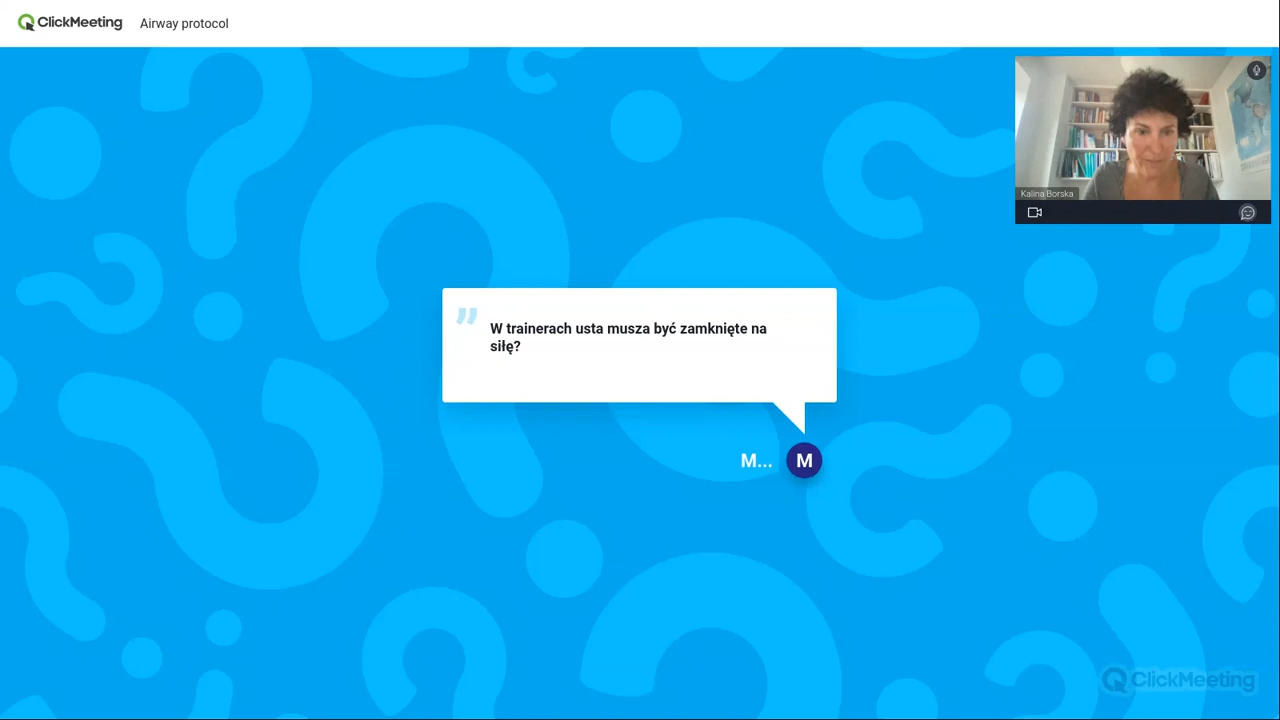 ClickMeeting Airway protocol
Kalina Borska
W trainerach usta musza być zamknięte na
siłę?
M... M
ClickMeeting